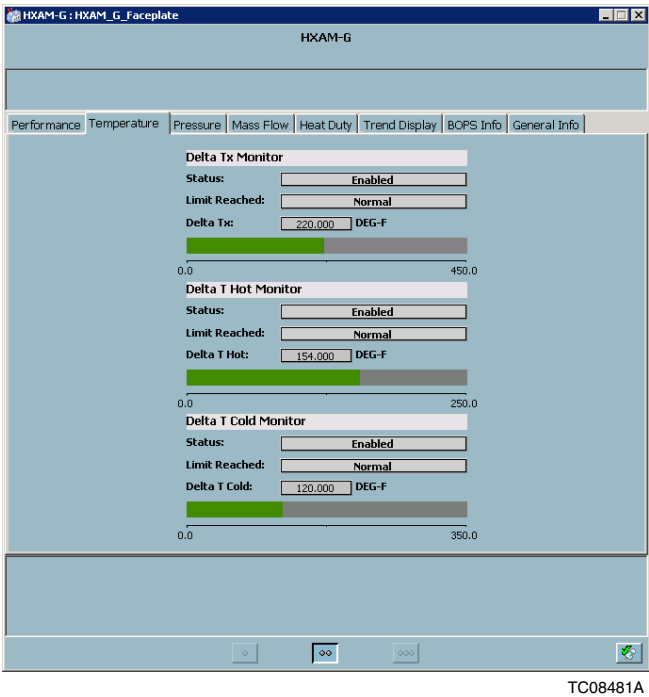 HXAM-G : HXAM_G_Faceplate
HXAM-G
Performance Temperature Pressure Mass Flow Heat Duty Trend Display BOPS Info General Info
Delta Tx Monitor
Status: Enabled
Limit Reached: Normal
Delta Tx: 220.000 DEG-F
0.0 450.0
Delta T Hot Monitor
Status: Enabled
Limit Reached: Normal
Delta T Hot: 154.000 DEG-F
0.0 250.0
Delta T Cold Monitor
Status: Enabled
Limit Reached: Normal
Delta T Cold: 120.000 DEG-F
0.0 350.0
TC08481A